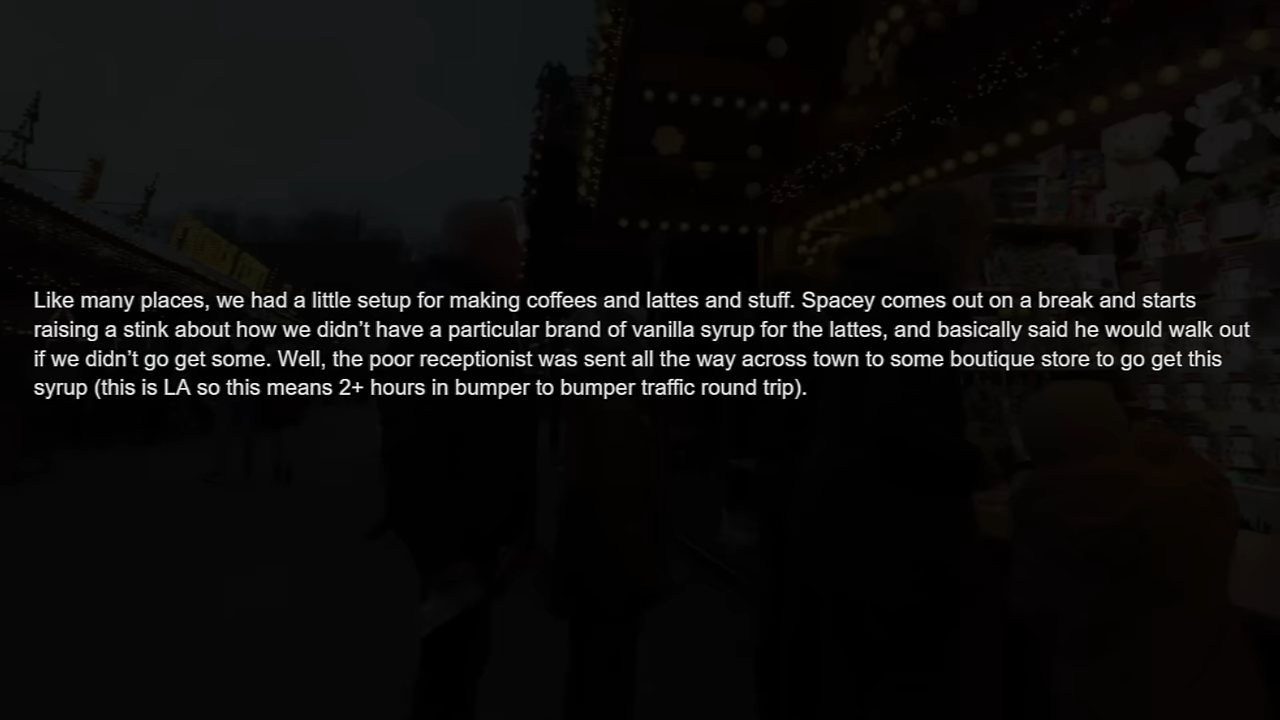 Like many places, we had a little setup for making coffees and lattes and stuff. Spacey comes out on a break and starts
raising a stink about how we didn’t have a particular brand of vanilla syrup for the lattes, and basically said he would walk out
if we didn’t go get some. Well, the poor receptionist was sent all the way across town to some boutique store to go get this
syrup (this is LA so this means 2+ hours in bumper to bumper traffic round trip).